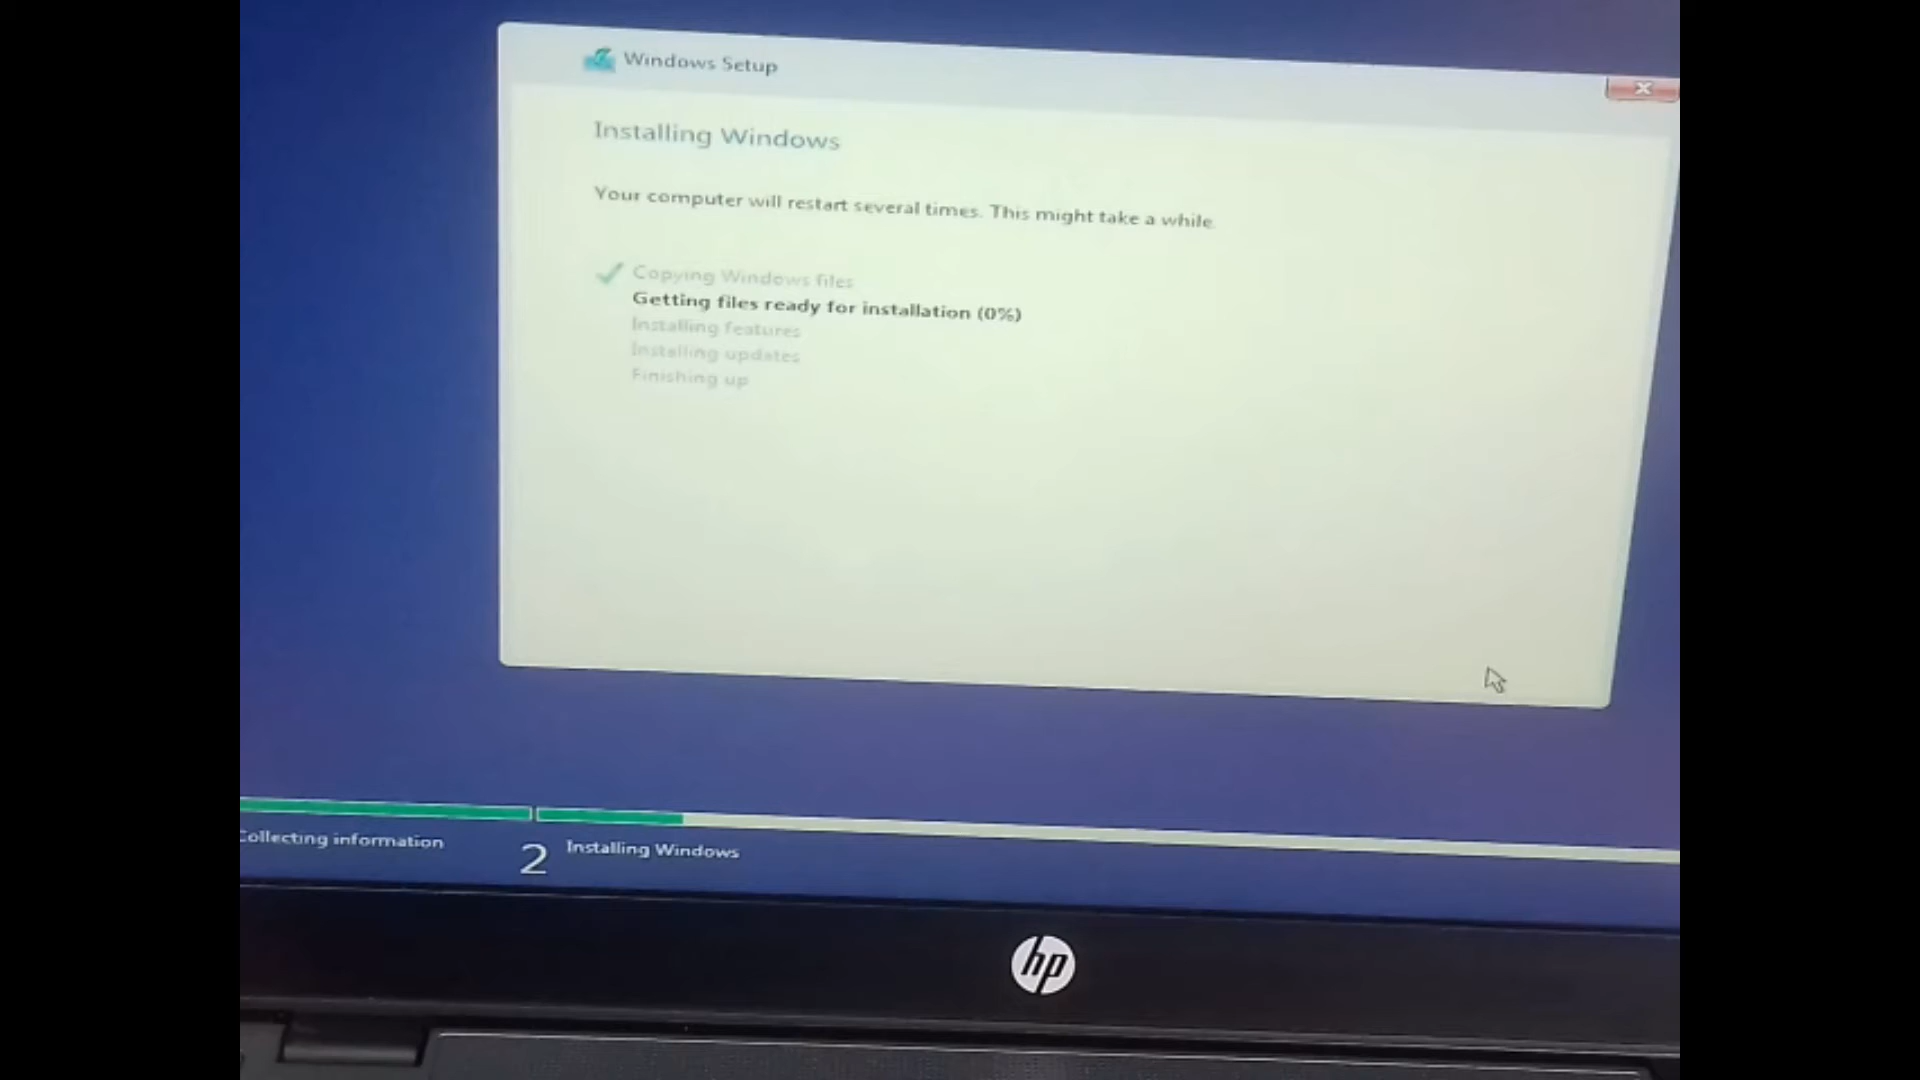 Windows Setup
Installing Windows
Your computer will restart several times. This might take a while.
Copying Windows files
Getting files ready for installation (0%)
Installing features
Installing updates
Finishing up
Collecting information
2 Installing Windows
hp